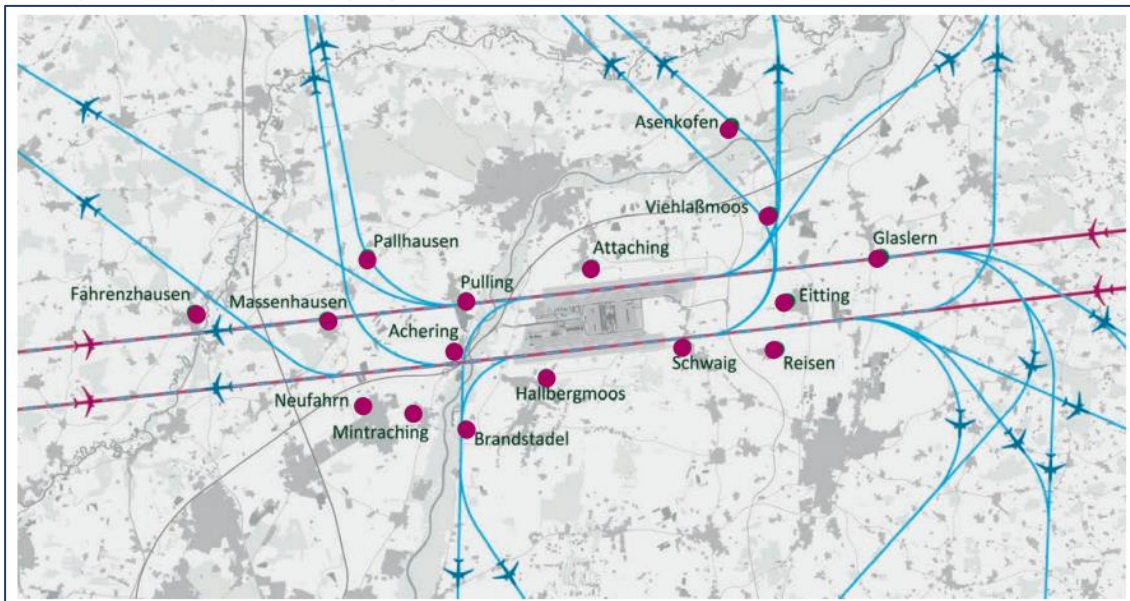 Asenkofen
Viehlaßmoos
Pallhausen
Attaching
Glaslern
Pulling
Fahrenzhausen
Massenhausen
Eitting
Achering
Schwaig
Reisen
Neufahrn
Hallbergmoos
Mintraching
Brandstadel